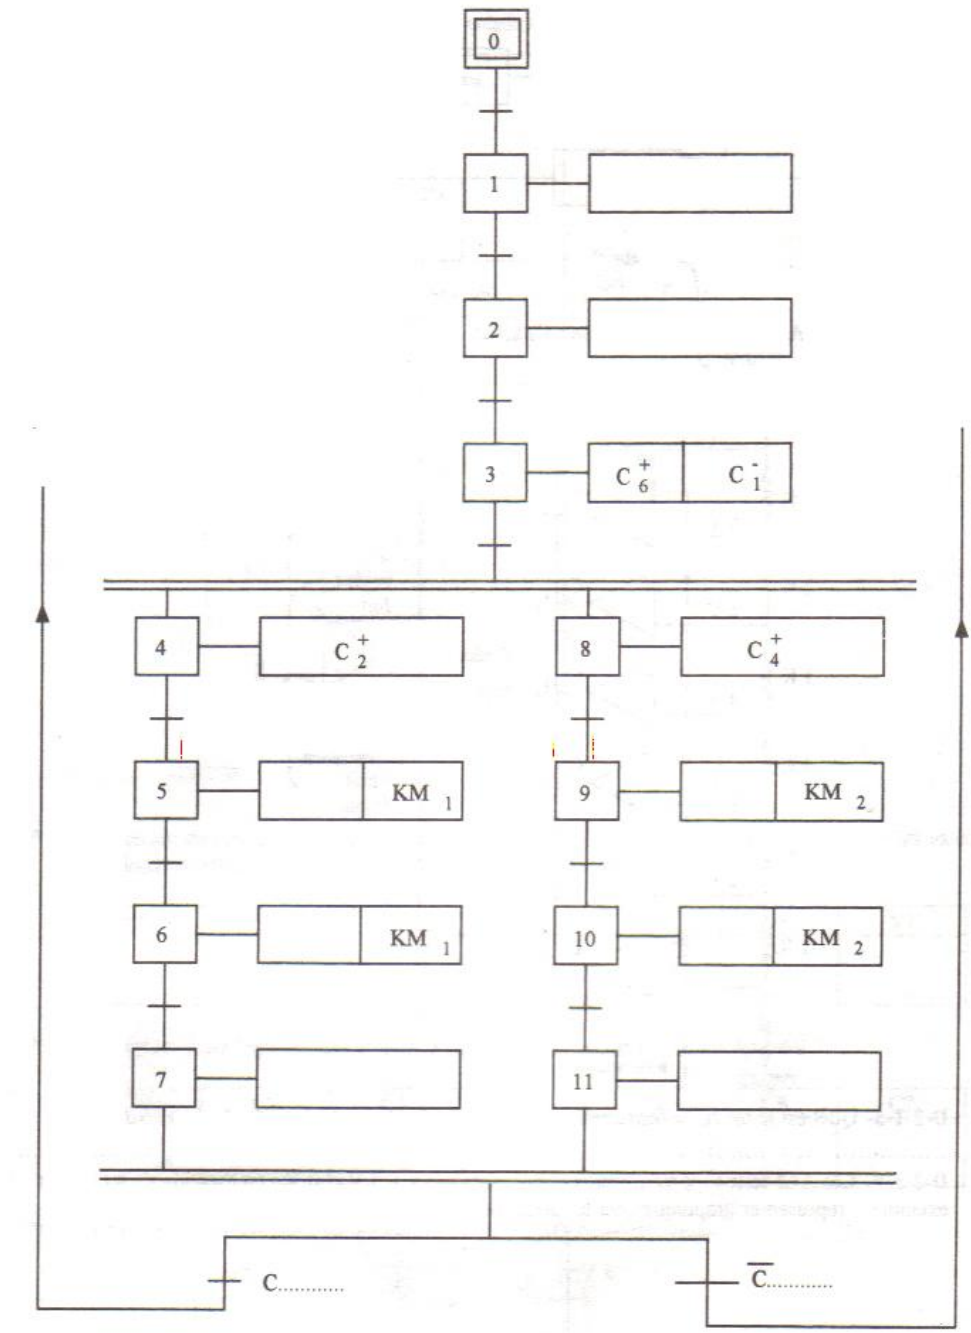 0
1
2
3 C6+ C1-
4 C2+ 8 C4+
5 KM1 9 KM2
6 KM1 10 KM2
7 11
C............ C̅............